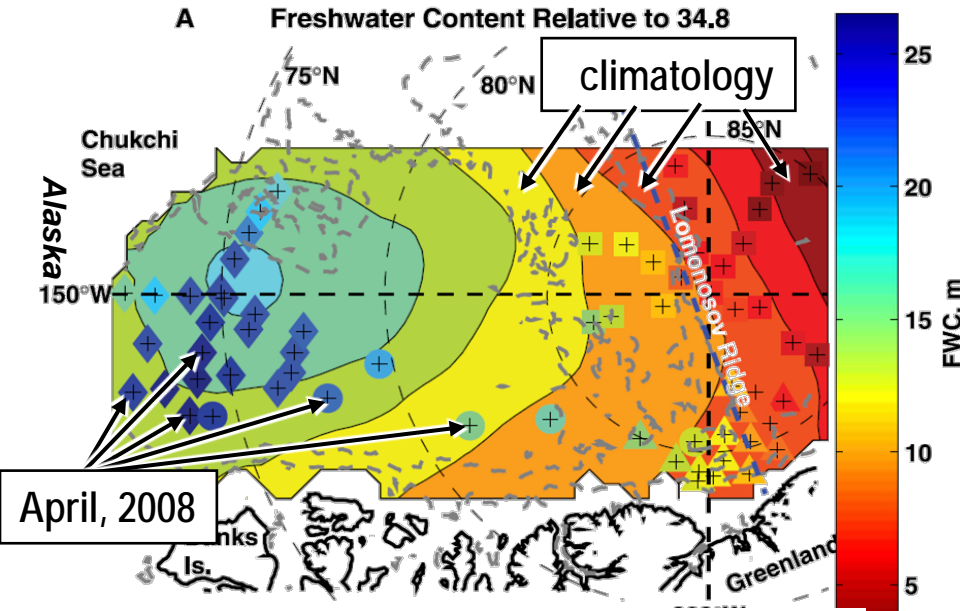 A Freshwater Content Relative to 34.8
75°N
80°N
climatology
85°N
Chukchi
Sea
Alaska
150°W
Lomonosov Ridge
April, 2008
Is.
Greenland
25
20
15
10
5
FWC, m